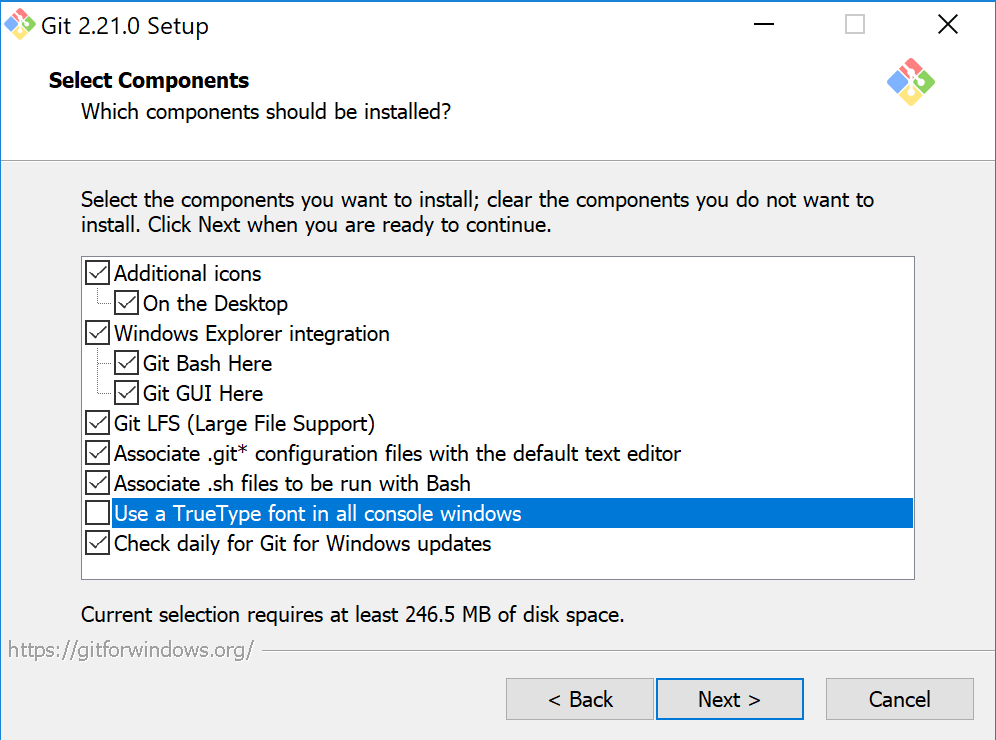 Git 2.21.0 Setup
Select Components
Which components should be installed?
Select the components you want to install; clear the components you do not want to
install. Click Next when you are ready to continue.
Additional icons
On the Desktop
Windows Explorer integration
Git Bash Here
Git GUI Here
Git LFS (Large File Support)
Associate .git* configuration files with the default text editor
Associate .sh files to be run with Bash
Use a TrueType font in all console windows
Check daily for Git for Windows updates
Current selection requires at least 246.5 MB of disk space.
https://gitforwindows.org/
< Back
Next >
Cancel